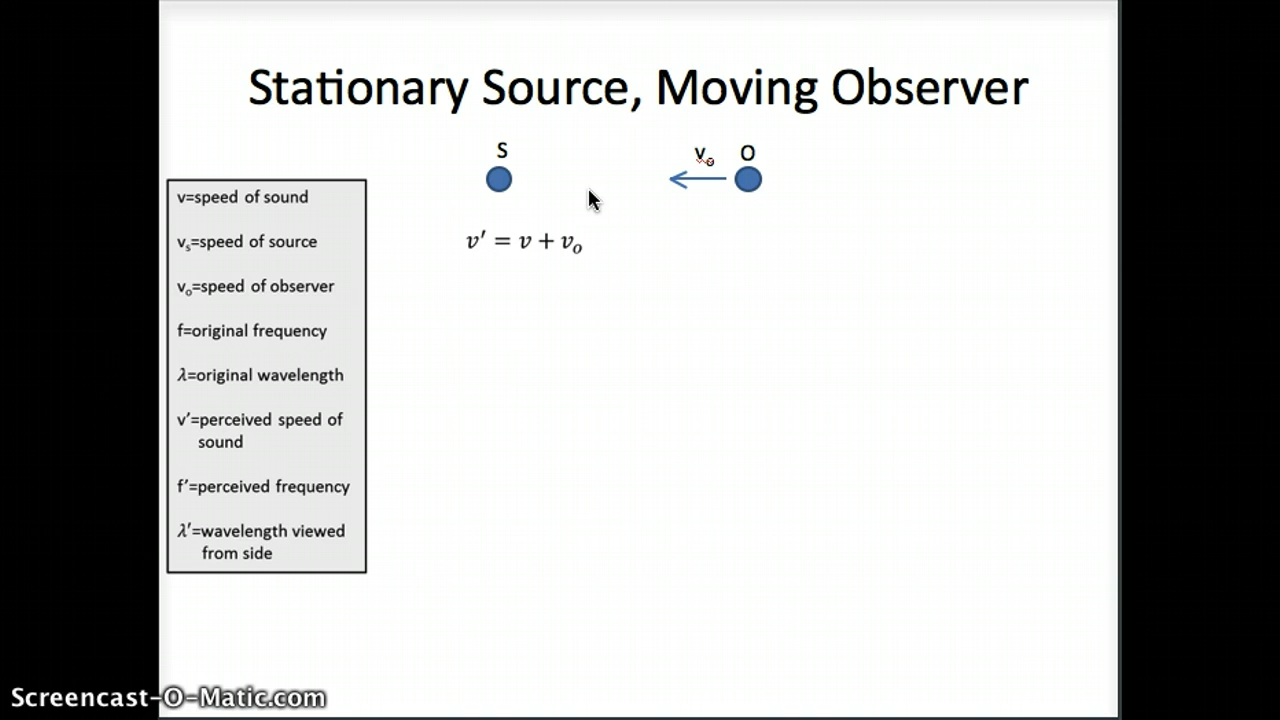 Stationary Source, Moving Observer
S
vₒ O
v=speed of sound
vₛ=speed of source
v′ = v + vₒ
vₒ=speed of observer
f=original frequency
λ=original wavelength
v′=perceived speed of
sound
f′=perceived frequency
λ′=wavelength viewed
from side
Screencast-O-Matic.com